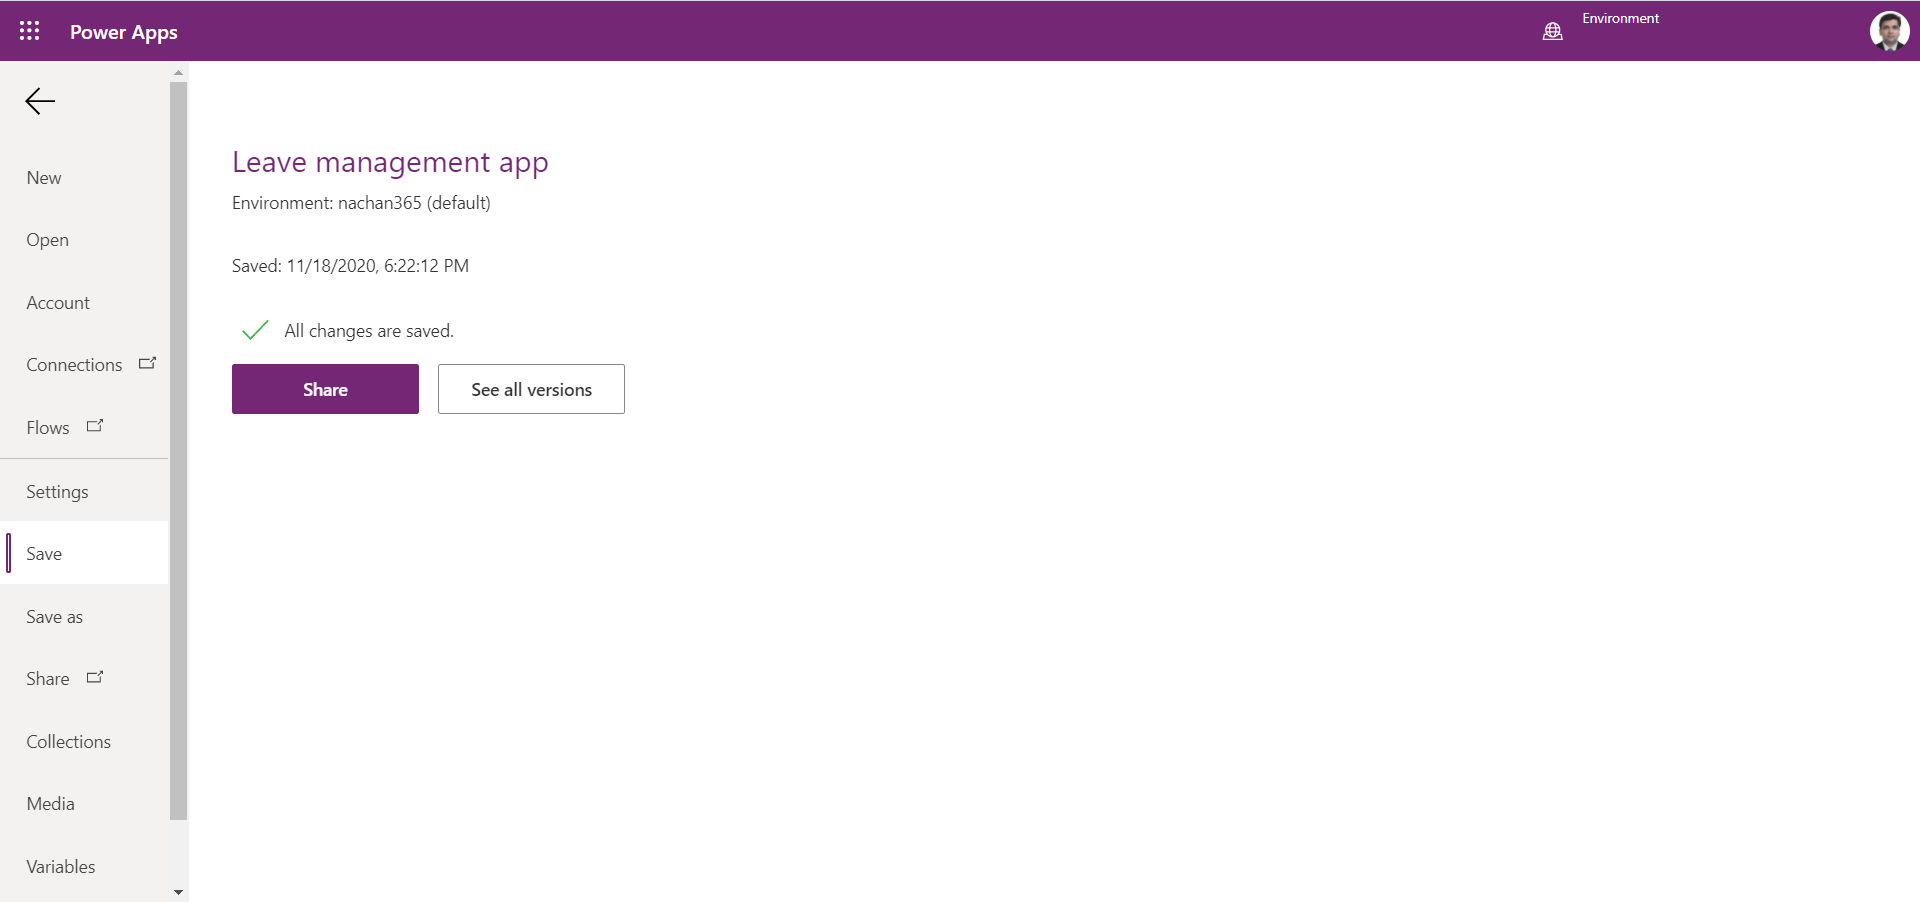 Power Apps
Environment
New
Open
Account
Connections
Flows
Settings
Save
Save as
Share
Collections
Media
Variables
Leave management app
Environment: nachan365 (default)
Saved: 11/18/2020, 6:22:12 PM
All changes are saved.
Share
See all versions